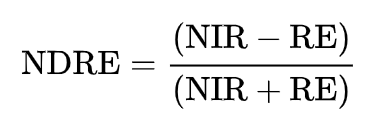 NDRE = (NIR − RE)
(NIR + RE)